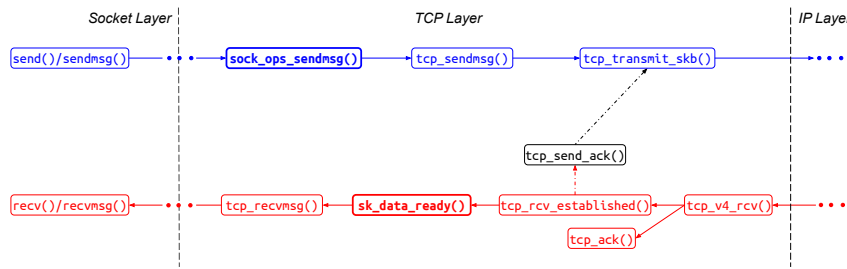 Socket Layer
TCP Layer
IP Layer
send()/sendmsg()
sock_ops_sendmsg()
tcp_sendmsg()
tcp_transmit_skb()
tcp_send_ack()
recv()/recvmsg()
tcp_recvmsg()
sk_data_ready()
tcp_rcv_established()
tcp_v4_rcv()
tcp_ack()